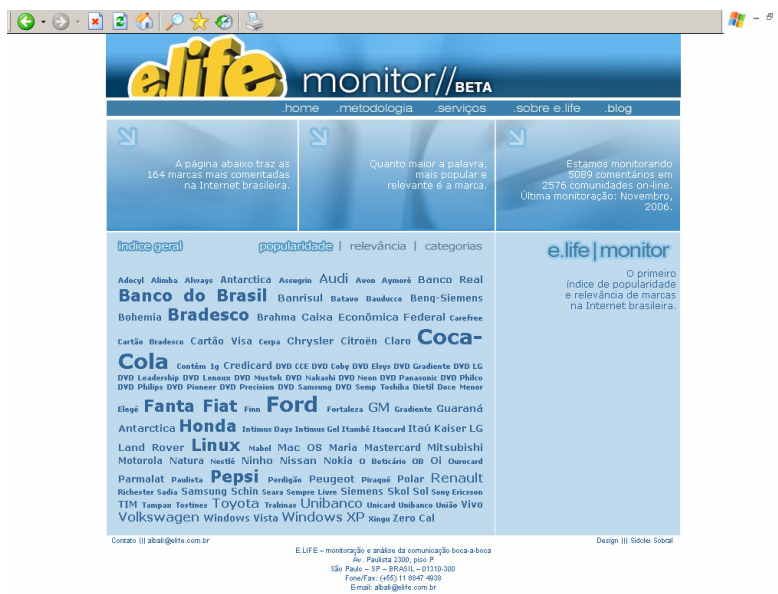 e.life monitor//BETA
.home .metodologia .serviços .sobre e.life .blog
A página abaixo traz as
164 marcas mais comentadas
na Internet brasileira.
Quanto maior a palavra,
mais popular e
relevante é a marca.
Estamos monitorando
5089 comentários em
2576 comunidades on-line.
Última monitoração: Novembro,
2006.
índice geral popularidade | relevância | categorias
e.life|monitor
O primeiro
índice de popularidade
e relevância de marcas
na Internet brasileira.
Adocyl Alimba Always Antarctica Assugrin Audi Avon Aymoré Banco Real
Banco do Brasil Banrisul Batavo Bauducco Benq-Siemens
Bohemia Bradesco Brahma Caixa Econômica Federal Carefree
Cartão Bradesco Cartão Visa Cerpa Chrysler Citroën Claro Coca-
Cola Contém 1g Credicard DVD CCE DVD Coby DVD Elsys DVD Gradiente DVD LG
DVD Leadership DVD Lenoxx DVD Mustek DVD Nakashi DVD Neon DVD Panasonic DVD Philco
DVD Philips DVD Pioneer DVD Precision DVD Samsung DVD Semp Toshiba Dietil Doce Menor
Elegê Fanta Fiat Finn Ford Fortaleza GM Gradiente Guaraná
Antarctica Honda Intimus Days Intimus Gel Itambé Itaucard Itaú Kaiser LG
Land Rover Linux Mabel Mac OS Maria Mastercard Mitsubishi
Motorola Natura Nestlê Ninho Nissan Nokia O Boticário OB Oi Ourocard
Parmalat Paulista Pepsi Perdigão Peugeot Piraquê Polar Renault
Richester Sadia Samsung Schin Seara Sempre Livre Siemens Skol Sol Sony Ericsson
TIM Tampax Tostines Toyota Trakinas Unibanco Unicard Unibanco União Vivo
Volkswagen Windows Vista Windows XP Xingu Zero Cal
Contato ||| albali@elife.com.br Design ||| Sidclei Sobral
E.LIFE – monitoração e análise da comunicação boca-a-boca
Av. Paulista 2300, piso P
São Paulo – SP – BRASIL – 01310-300
Fone/Fax: (+55) 11 6847 4938
E-mail: albali@elife.com.br